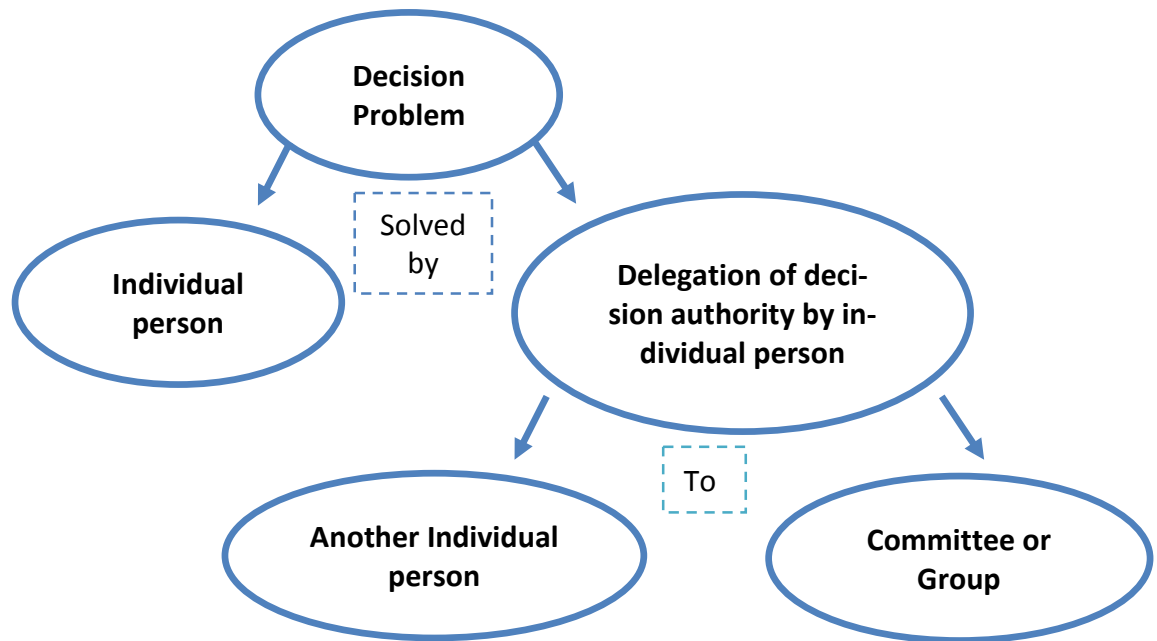 Decision
Problem
Solved
by
Individual
person
Delegation of deci-
sion authority by in-
dividual person
To
Another Individual
person
Committee or
Group